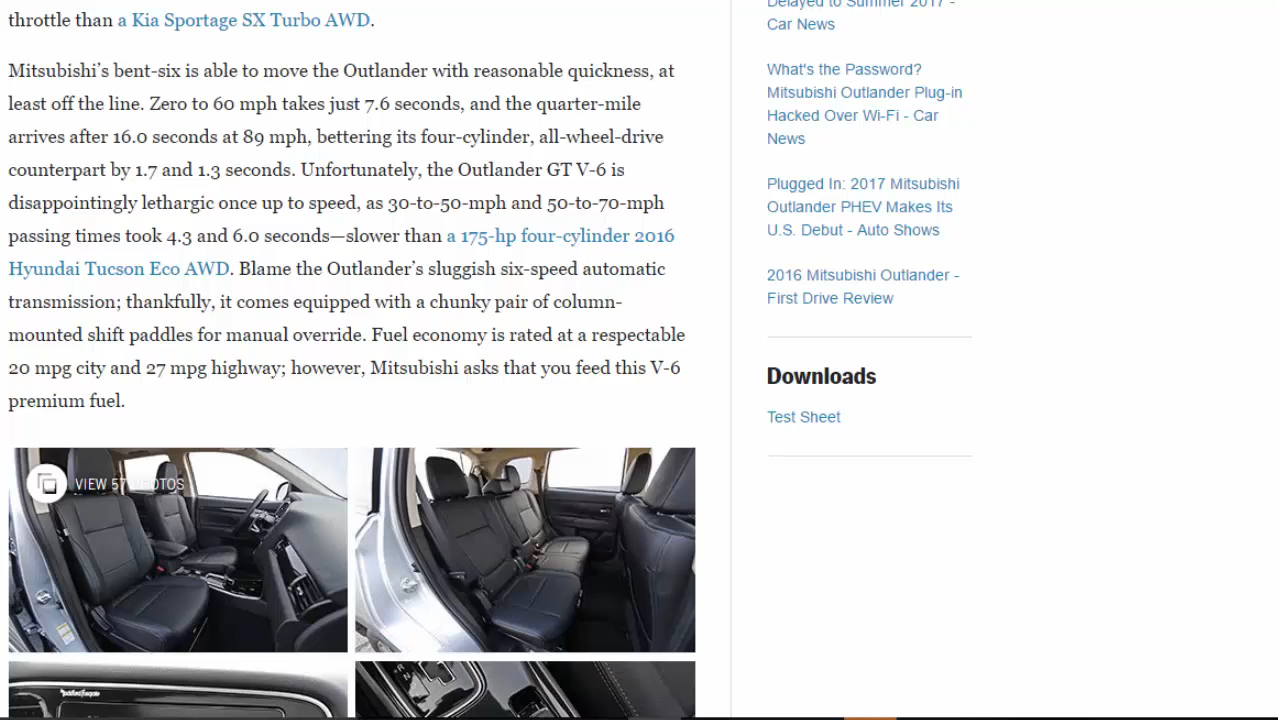 throttle than a Kia Sportage SX Turbo AWD.
Mitsubishi’s bent-six is able to move the Outlander with reasonable quickness, at
least off the line. Zero to 60 mph takes just 7.6 seconds, and the quarter-mile
arrives after 16.0 seconds at 89 mph, bettering its four-cylinder, all-wheel-drive
counterpart by 1.7 and 1.3 seconds. Unfortunately, the Outlander GT V-6 is
disappointingly lethargic once up to speed, as 30-to-50-mph and 50-to-70-mph
passing times took 4.3 and 6.0 seconds—slower than a 175-hp four-cylinder 2016
Hyundai Tucson Eco AWD. Blame the Outlander’s sluggish six-speed automatic
transmission; thankfully, it comes equipped with a chunky pair of column-
mounted shift paddles for manual override. Fuel economy is rated at a respectable
20 mpg city and 27 mpg highway; however, Mitsubishi asks that you feed this V-6
premium fuel.
VIEW 57 PHOTOS
Rockford Fosgate
Delayed to Summer 2017 -
Car News
What's the Password?
Mitsubishi Outlander Plug-in
Hacked Over Wi-Fi - Car
News
Plugged In: 2017 Mitsubishi
Outlander PHEV Makes Its
U.S. Debut - Auto Shows
2016 Mitsubishi Outlander -
First Drive Review
Downloads
Test Sheet